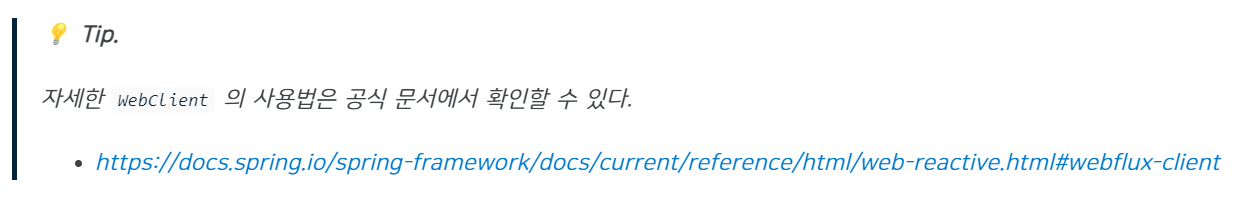 💡 Tip.
자세한 WebClient 의 사용법은 공식 문서에서 확인할 수 있다.
• https://docs.spring.io/spring-framework/docs/current/reference/html/web-reactive.html#webflux-client